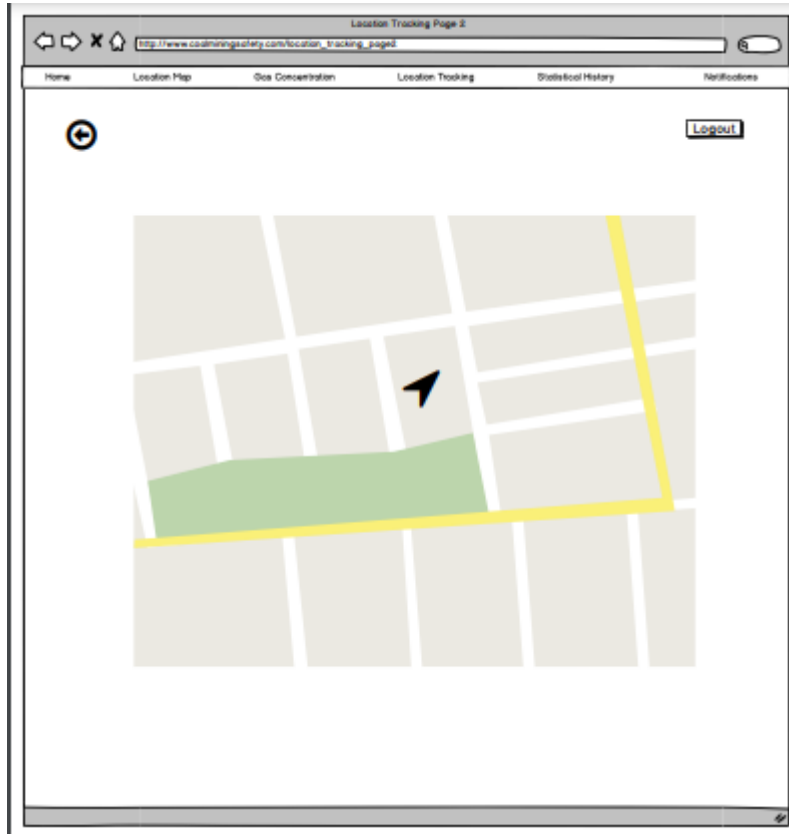 Location Tracking Page 2
http://www.coalminingsafety.com/location_tracking_page2
Home Location Map Gas Concentration Location Tracking Statistical History Notifications
Logout